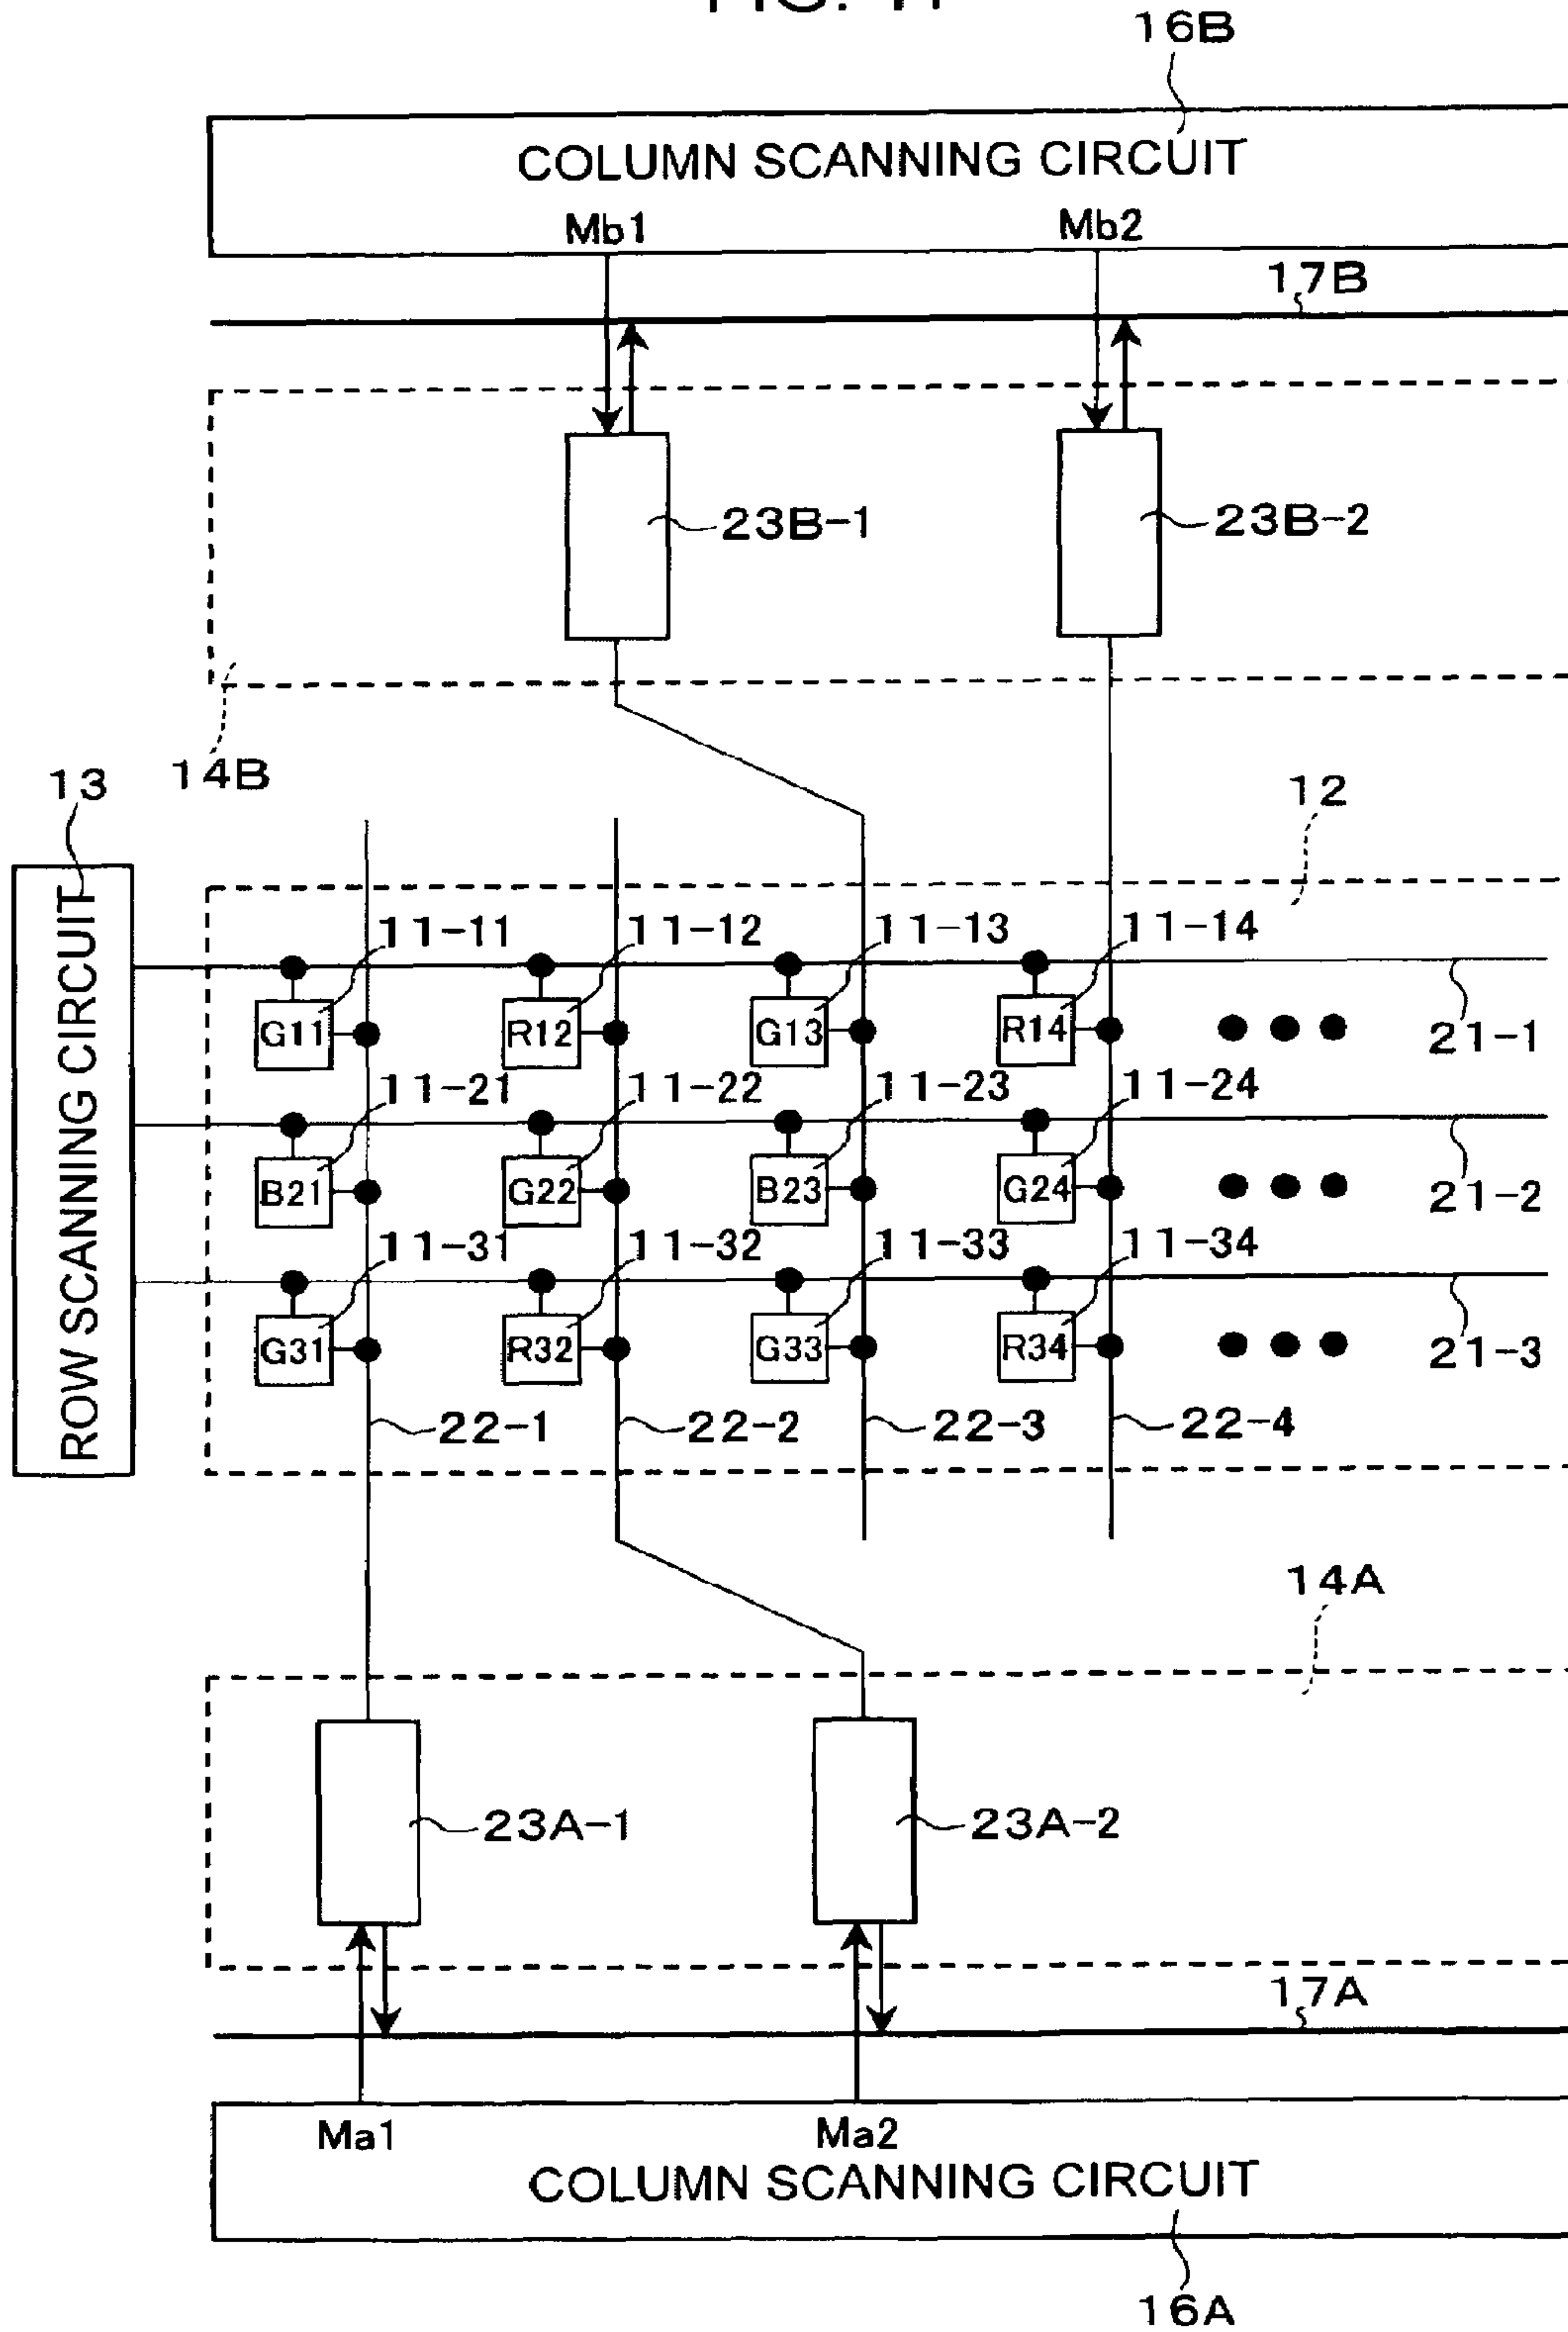 16B
COLUMN SCANNING CIRCUIT
Mb1 Mb2
17B
23B-1 23B-2
14B
13
12
ROW SCANNING CIRCUIT
11-11 11-12 11-13 11-14
G11 R12 G13 R14
21-1
11-21 11-22 11-23 11-24
B21 G22 B23 G24
21-2
11-31 11-32 11-33 11-34
G31 R32 G33 R34
21-3
22-1 22-2 22-3 22-4
14A
23A-1 23A-2
17A
Ma1 Ma2
COLUMN SCANNING CIRCUIT
16A